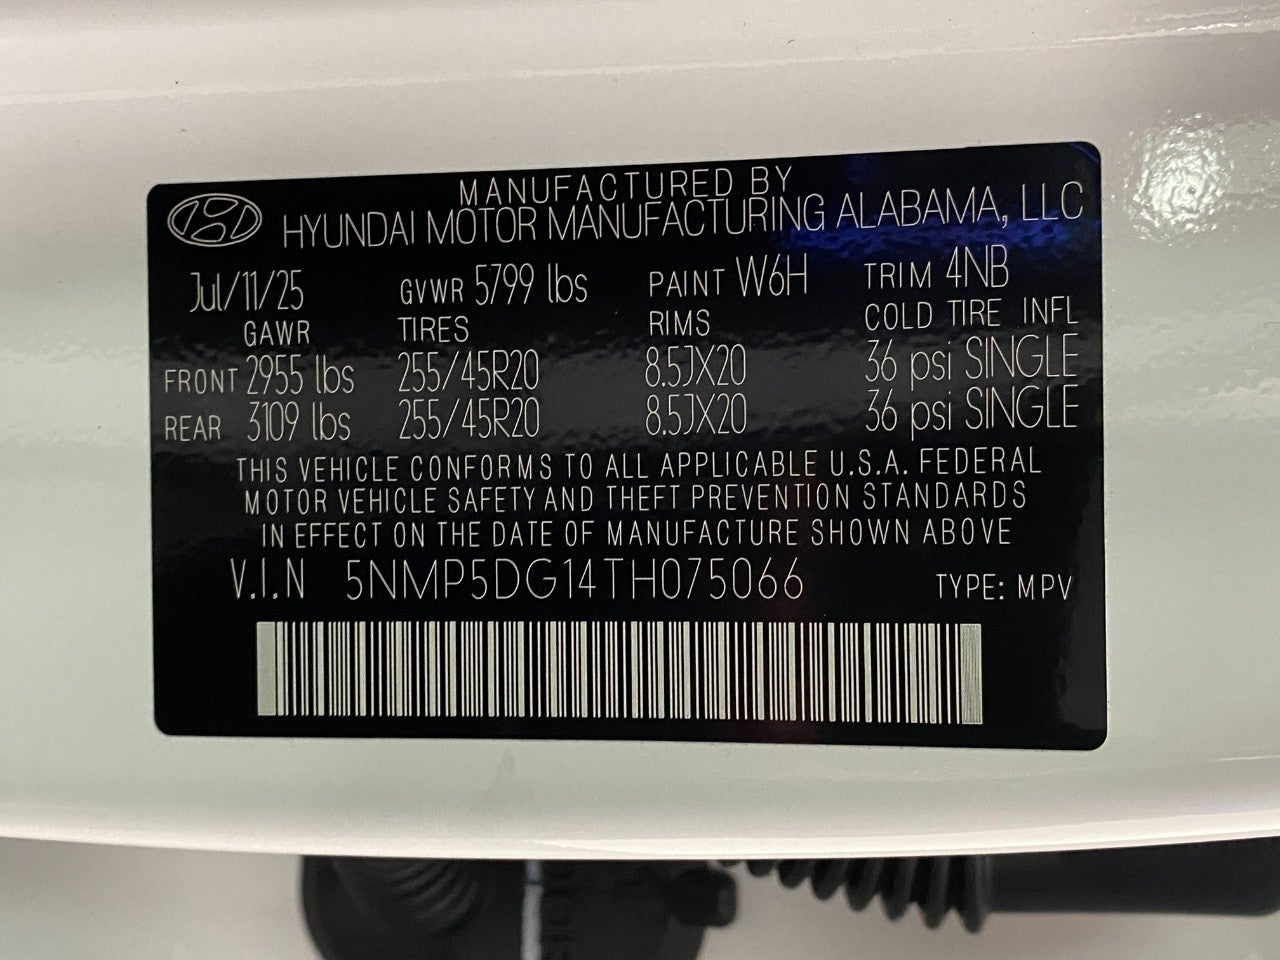 MANUFACTURED BY
HYUNDAI MOTOR MANUFACTURING ALABAMA, LLC
Jul/11/25 GVWR 5799 lbs PAINT W6H TRIM 4NB
GAWR TIRES RIMS COLD TIRE INFL
FRONT 2955 lbs 255/45R20 8.5JX20 36 psi SINGLE
REAR 3109 lbs 255/45R20 8.5JX20 36 psi SINGLE
THIS VEHICLE CONFORMS TO ALL APPLICABLE U.S.A. FEDERAL
MOTOR VEHICLE SAFETY AND THEFT PREVENTION STANDARDS
IN EFFECT ON THE DATE OF MANUFACTURE SHOWN ABOVE
V.I.N 5NMP5DG14TH075066 TYPE: MPV